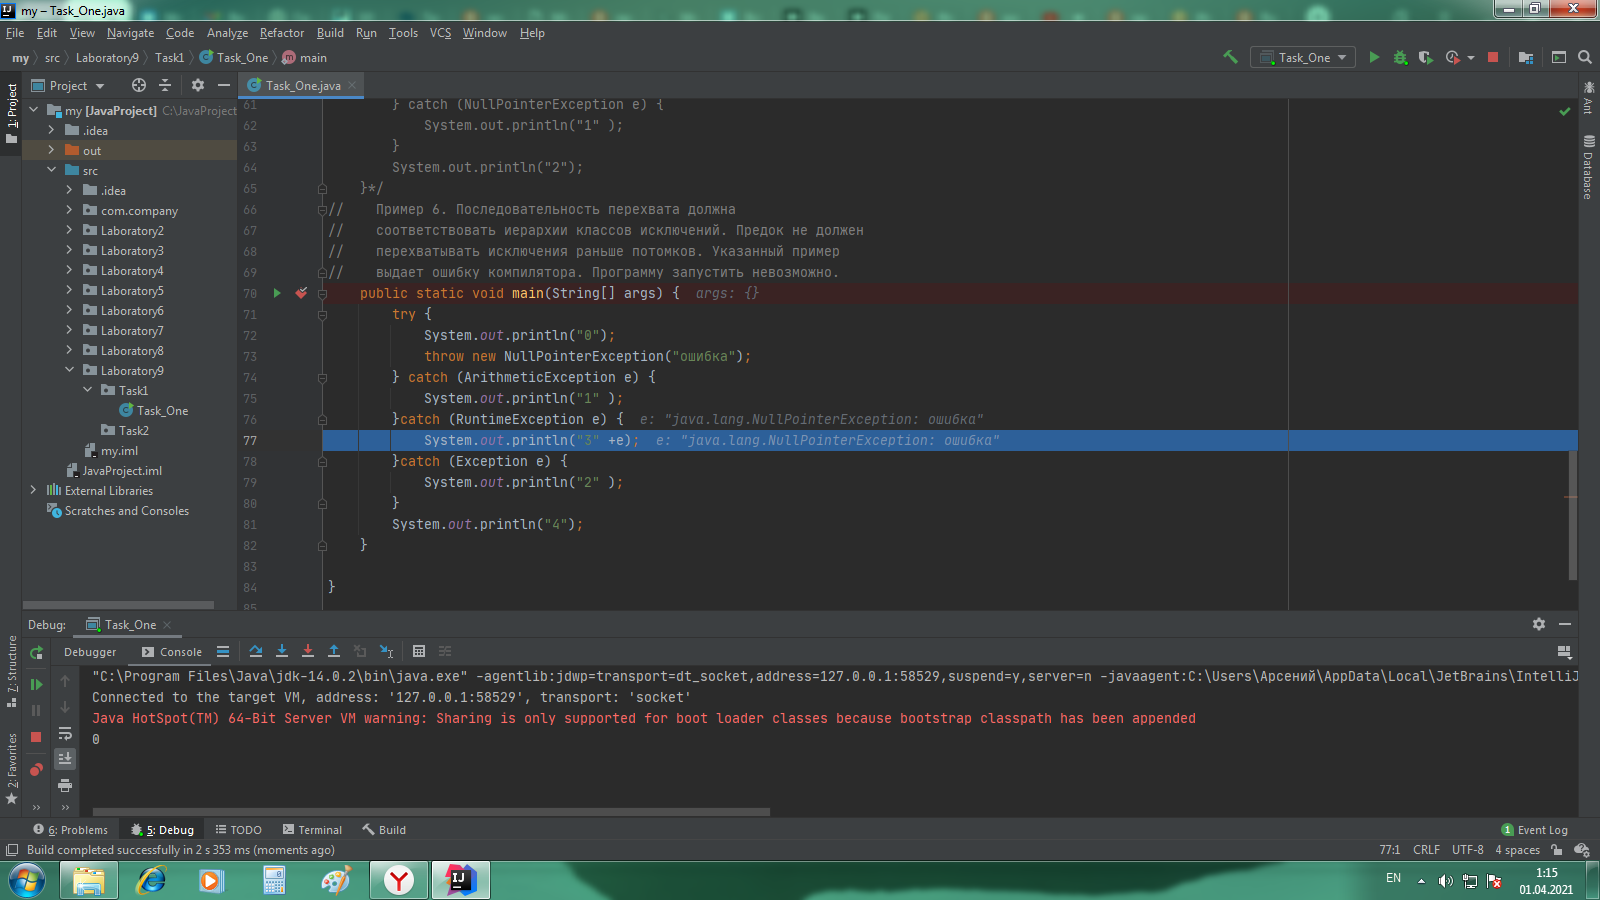 my – Task_One.java
File Edit View Navigate Code Analyze Refactor Build Run Tools VCS Window Help
my src Laboratory9 Task1 Task_One main
Task_One
1: Project
Project
Task_One.java
my [JavaProject] C:\JavaProject
.idea
out
src
.idea
com.company
Laboratory2
Laboratory3
Laboratory4
Laboratory5
Laboratory6
Laboratory7
Laboratory8
Laboratory9
Task1
Task_One
Task2
my.iml
JavaProject.iml
External Libraries
Scratches and Consoles
61 } catch (NullPointerException e) {
62 System.out.println("1" );
63 }
64 System.out.println("2");
65 }*/
66 // Пример 6. Последовательность перехвата должна
67 // соответствовать иерархии классов исключений. Предок не должен
68 // перехватывать исключения раньше потомков. Указанный пример
69 // выдает ошибку компилятора. Программу запустить невозможно.
70 public static void main(String[] args) { args: {}
71 try {
72 System.out.println("0");
73 throw new NullPointerException("ошибка");
74 } catch (ArithmeticException e) {
75 System.out.println("1" );
76 }catch (RuntimeException e) { e: "java.lang.NullPointerException: ошибка"
77 System.out.println("3" +e); e: "java.lang.NullPointerException: ошибка"
78 }catch (Exception e) {
79 System.out.println("2" );
80 }
81 System.out.println("4");
82 }
83
84 }
85
Ant
Database
7: Structure
2: Favorites
Debug: Task_One
Debugger Console
"C:\Program Files\Java\jdk-14.0.2\bin\java.exe" -agentlib:jdwp=transport=dt_socket,address=127.0.0.1:58529,suspend=y,server=n -javaagent:C:\Users\Арсений\AppData\Local\JetBrains\IntelliJ
Connected to the target VM, address: '127.0.0.1:58529', transport: 'socket'
Java HotSpot(TM) 64-Bit Server VM warning: Sharing is only supported for boot loader classes because bootstrap classpath has been appended
0
6: Problems 5: Debug TODO Terminal Build 1 Event Log
Build completed successfully in 2 s 353 ms (moments ago) 77:1 CRLF UTF-8 4 spaces
EN 1:15
01.04.2021